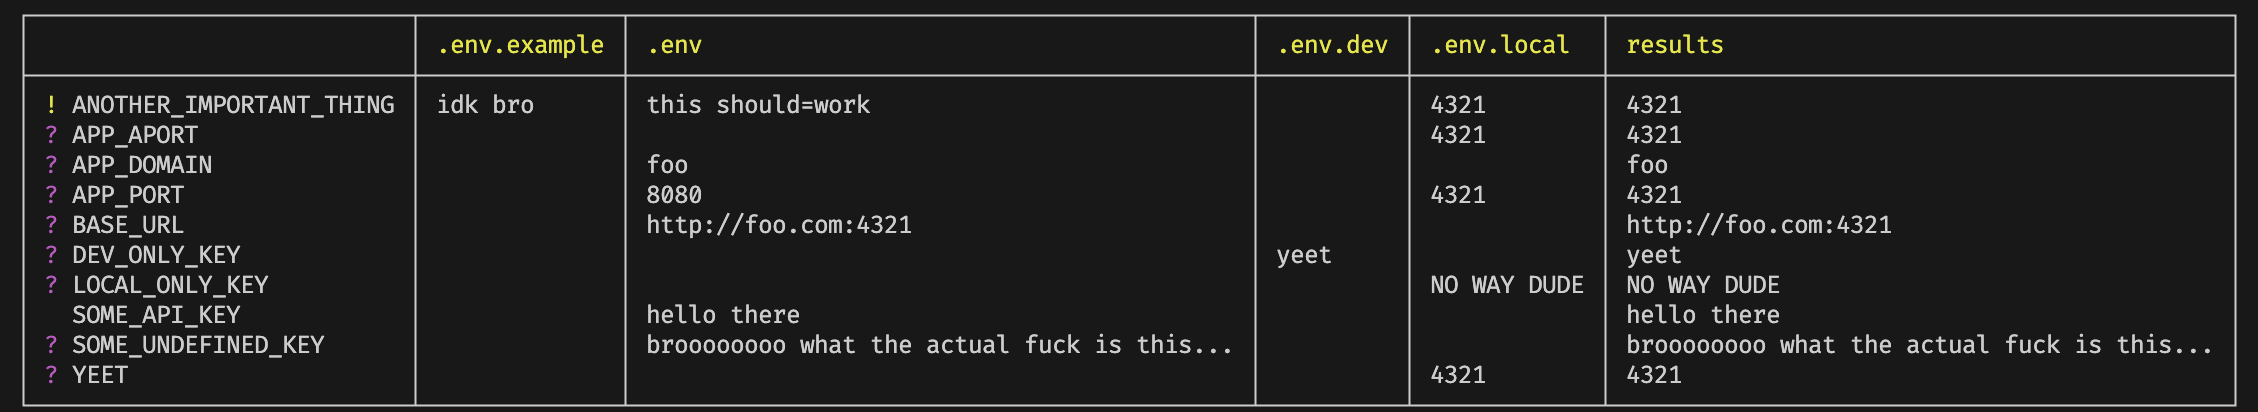 .env.example .env .env.dev .env.local results
! ANOTHER_IMPORTANT_THING idk bro this should=work 4321 4321
? APP_APORT 4321 4321
? APP_DOMAIN foo foo
? APP_PORT 8080 4321 4321
? BASE_URL http://foo.com:4321 http://foo.com:4321
? DEV_ONLY_KEY yeet yeet
? LOCAL_ONLY_KEY NO WAY DUDE NO WAY DUDE
SOME_API_KEY hello there hello there
? SOME_UNDEFINED_KEY broooooooo what the actual fuck is this... broooooooo what the actual fuck is this...
? YEET 4321 4321